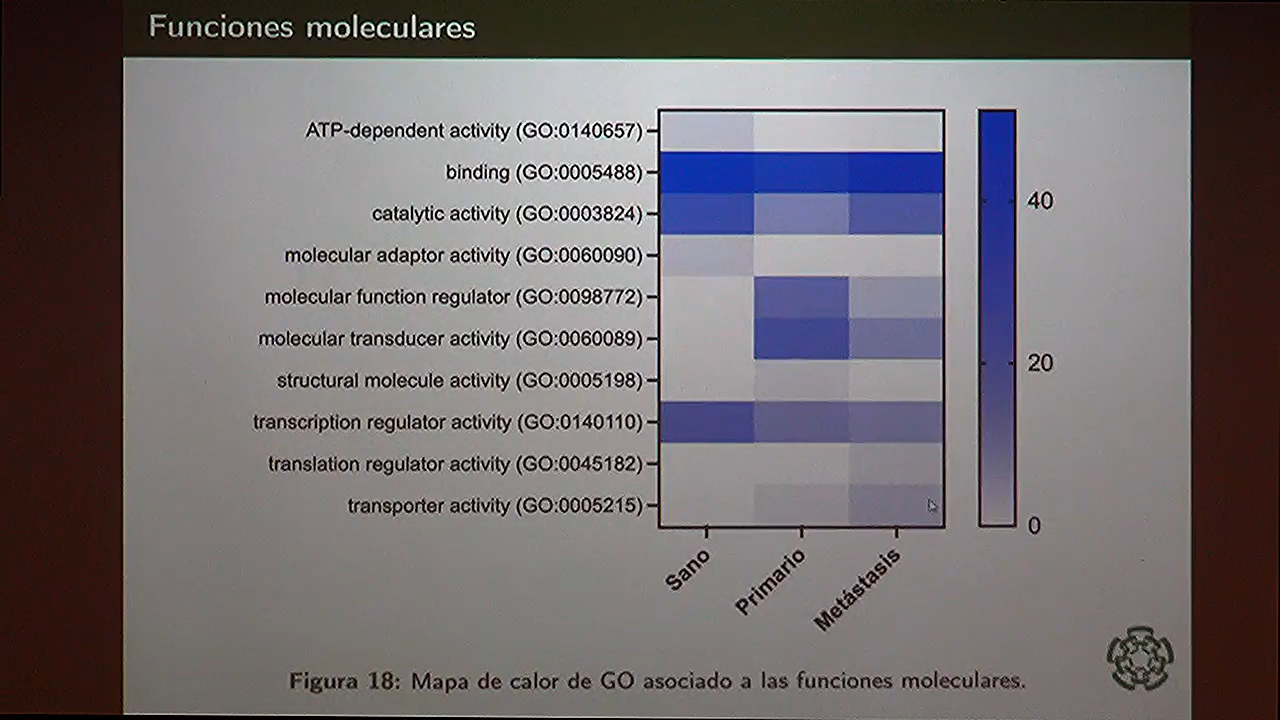 Funciones moleculares
ATP-dependent activity (GO:0140657)
binding (GO:0005488)
catalytic activity (GO:0003824)
molecular adaptor activity (GO:0060090)
molecular function regulator (GO:0098772)
molecular transducer activity (GO:0060089)
structural molecule activity (GO:0005198)
transcription regulator activity (GO:0140110)
translation regulator activity (GO:0045182)
transporter activity (GO:0005215)
40
20
0
Sano
Primario
Metástasis
Figura 18: Mapa de calor de GO asociado a las funciones moleculares.